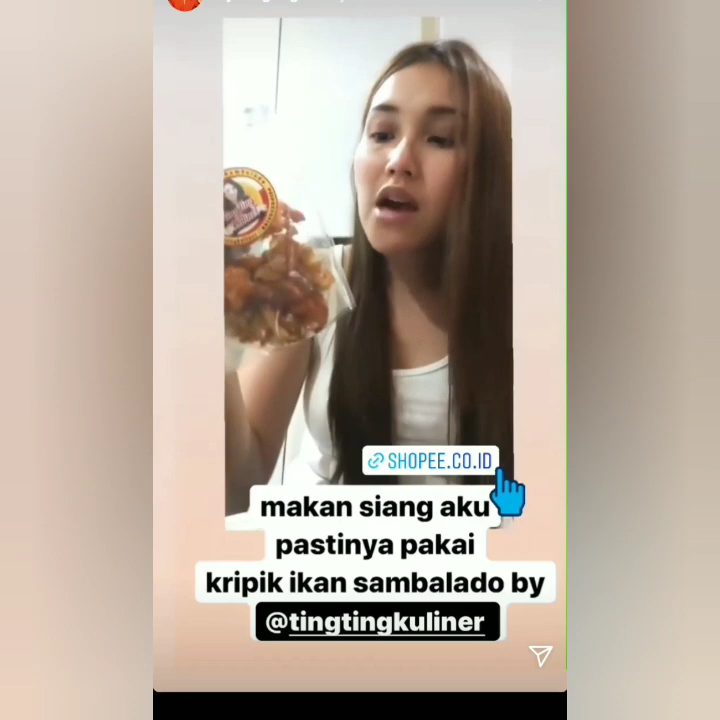 SHOPEE.CO.ID
makan siang aku
pastinya pakai
kripik ikan sambalado by
@tingtingkuliner